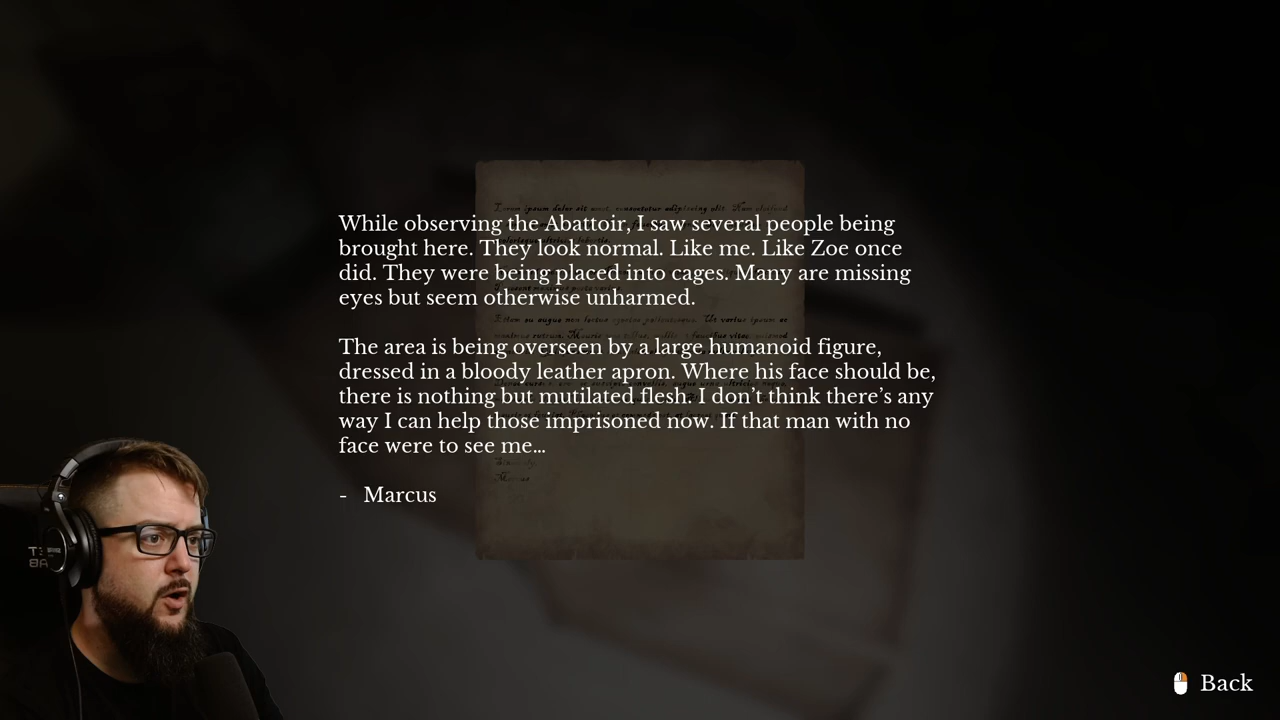 While observing the Abattoir, I saw several people being
brought here. They look normal. Like me. Like Zoe once
did. They were being placed into cages. Many are missing
eyes but seem otherwise unharmed.
The area is being overseen by a large humanoid figure,
dressed in a bloody leather apron. Where his face should be,
there is nothing but mutilated flesh. I don’t think there’s any
way I can help those imprisoned now. If that man with no
face were to see me…
- Marcus
Back